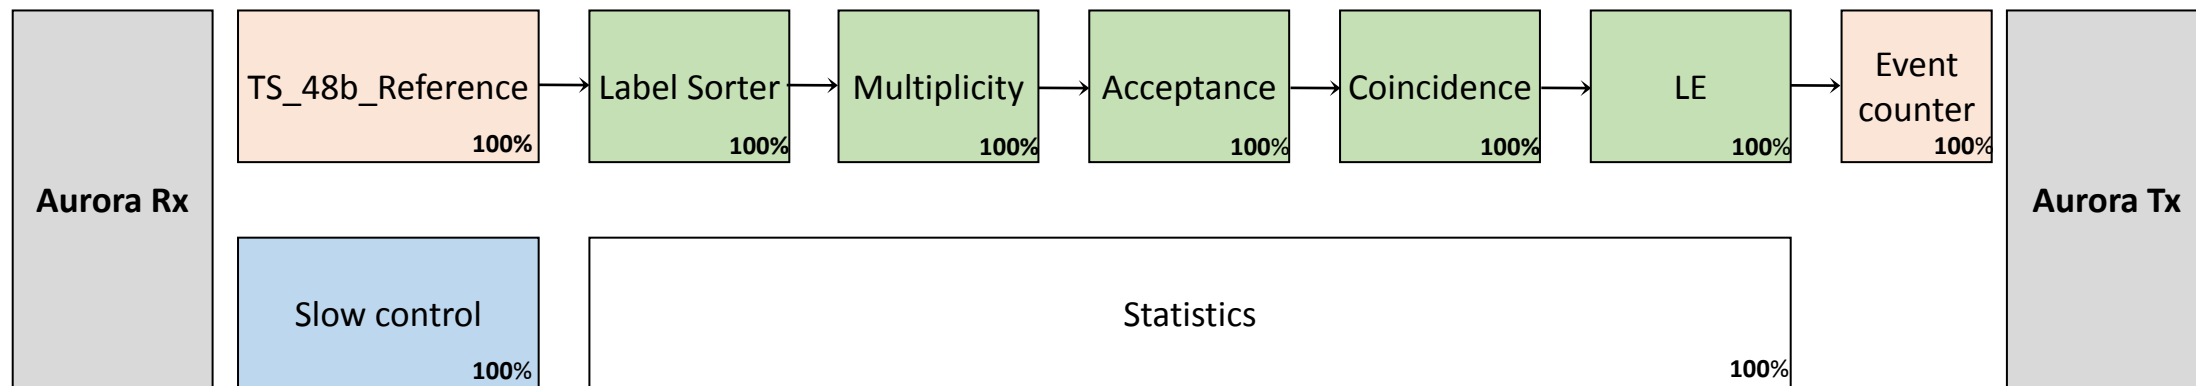 Aurora Rx
TS_48b_Reference
100%
Label Sorter
100%
Multiplicity
100%
Acceptance
100%
Coincidence
100%
LE
100%
Event
counter
100%
Aurora Tx
Slow control
100%
Statistics
100%